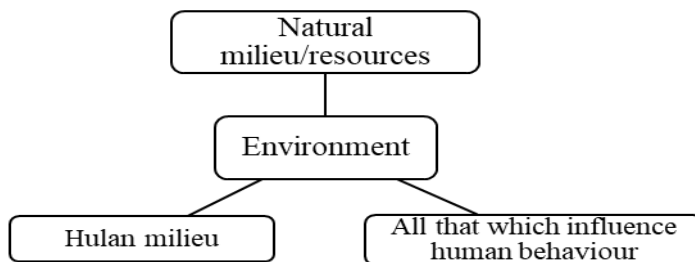 Natural
milieu/resources
Environment
Hulan milieu
All that which influence
human behaviour